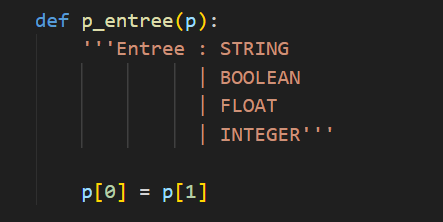 def p_entree(p):
'''Entree : STRING
| BOOLEAN
| FLOAT
| INTEGER'''
p[0] = p[1]